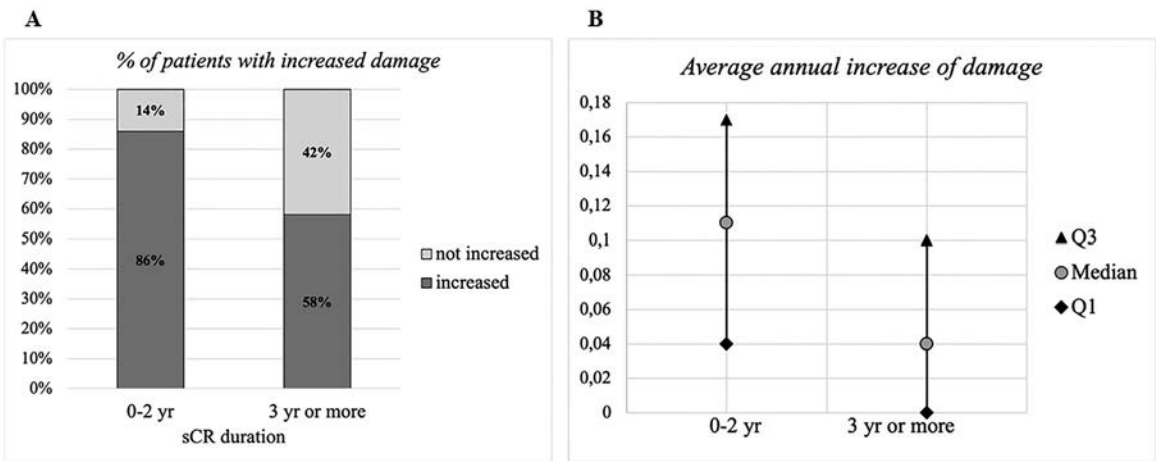 A
% of patients with increased damage
100%
90%
80%
70%
60%
50%
40%
30%
20%
10%
0%
14%
86%
42%
58%
not increased
increased
0-2 yr
3 yr or more
sCR duration
B
Average annual increase of damage
0,18
0,16
0,14
0,12
0,1
0,08
0,06
0,04
0,02
0
0-2 yr
3 yr or more
Q3
Median
Q1